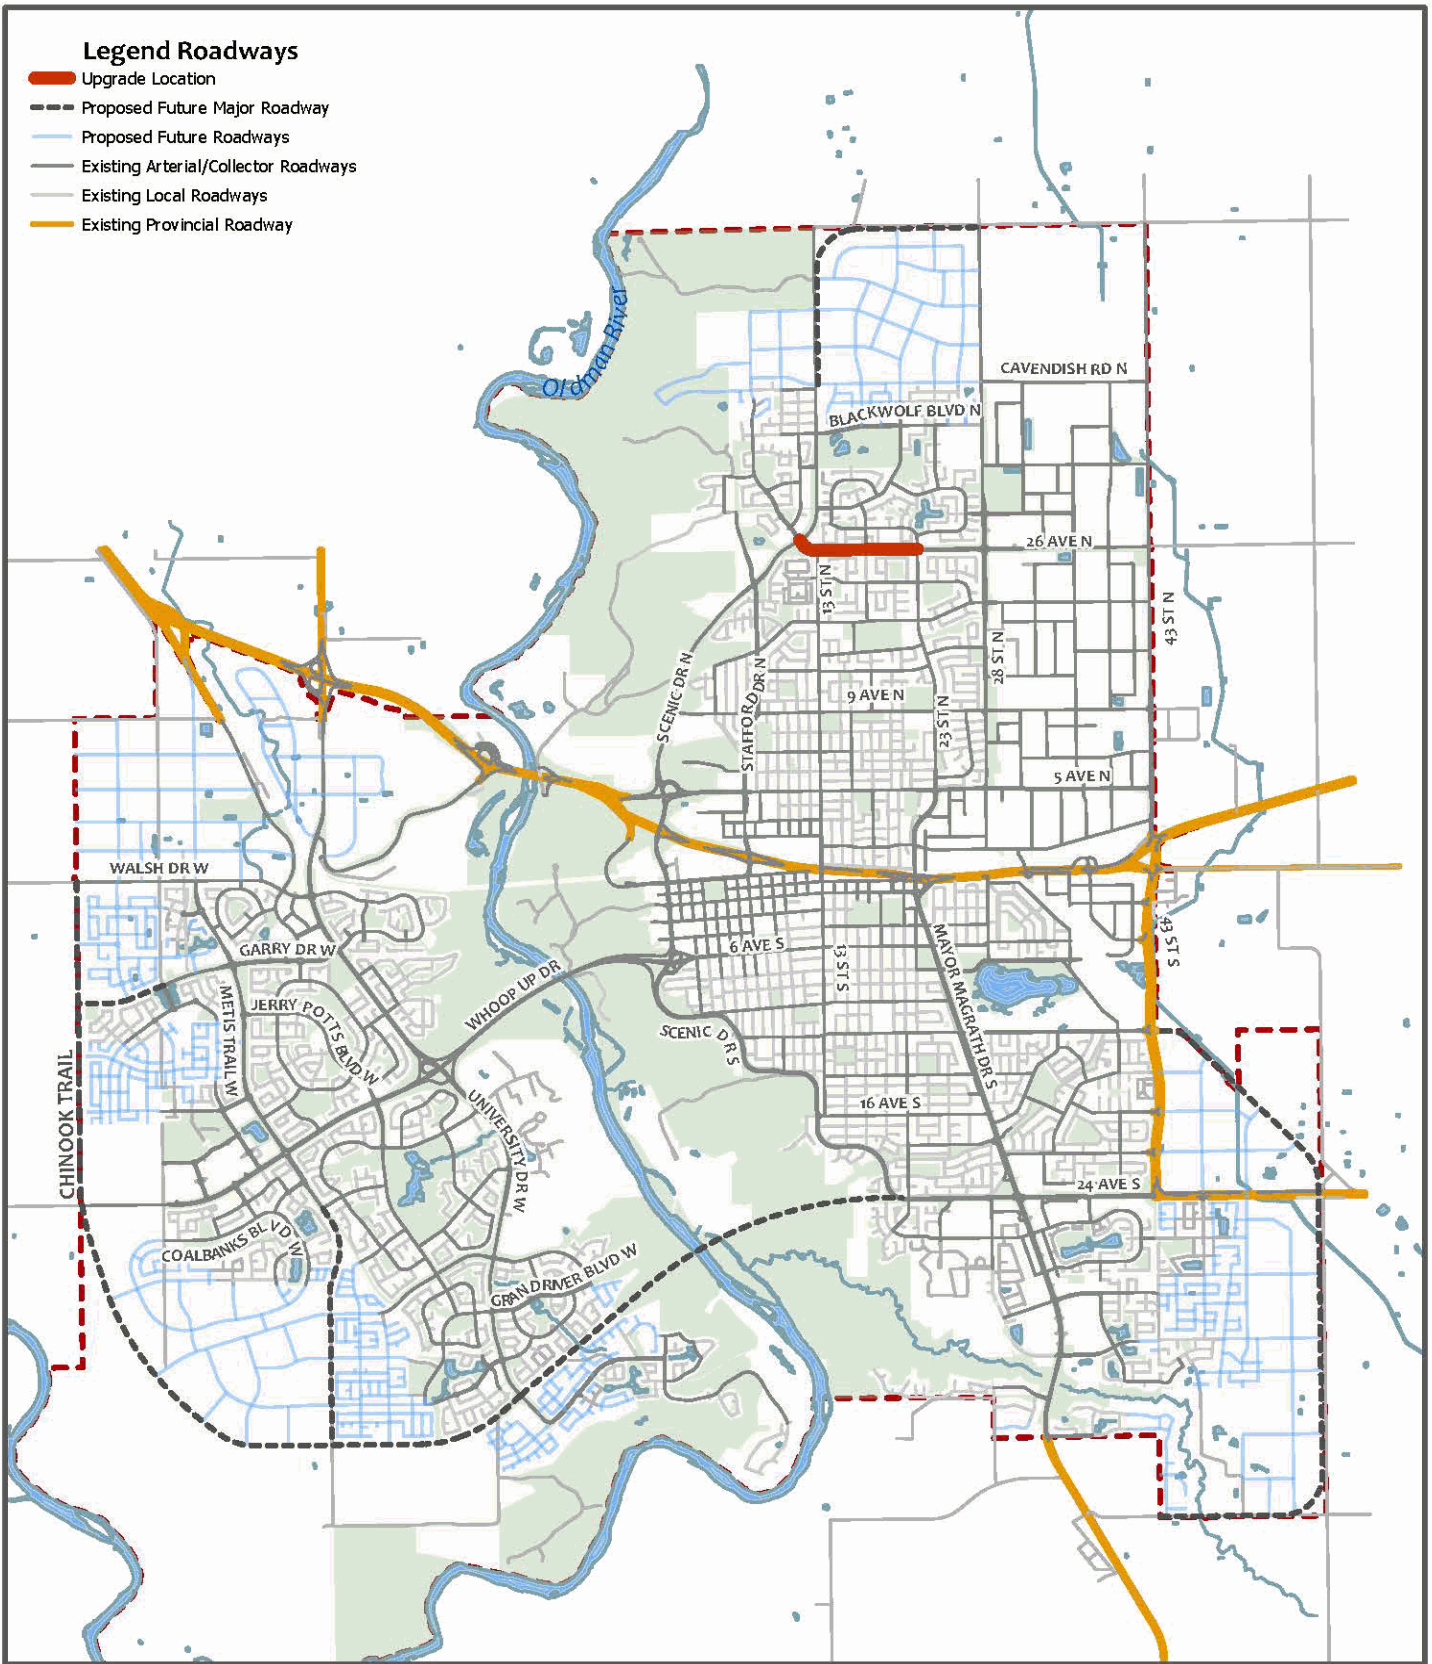 Legend Roadways
Upgrade Location
Proposed Future Major Roadway
Proposed Future Roadways
Existing Arterial/Collector Roadways
Existing Local Roadways
Existing Provincial Roadway
Oldman River
CAVENDISH RD N
BLACKWOLF BLVD N
26 AVE N
13 ST N
43 ST N
28 ST N
SCENIC DR N
STAFFORD DR N
9 AVE N
23 ST N
5 AVE N
WALSH DR W
GARRY DR W
6 AVE S
13 ST S
MAYOR MAGRATH DR S
43 ST S
WHOOP UP DR
METIS TRAIL W
JERRY POTTS BLVD W
SCENIC DR S
CHINOOK TRAIL
UNIVERSITY DR W
16 AVE S
24 AVE S
COALBANKS BLVD W
GRANDRIVER BLVD W